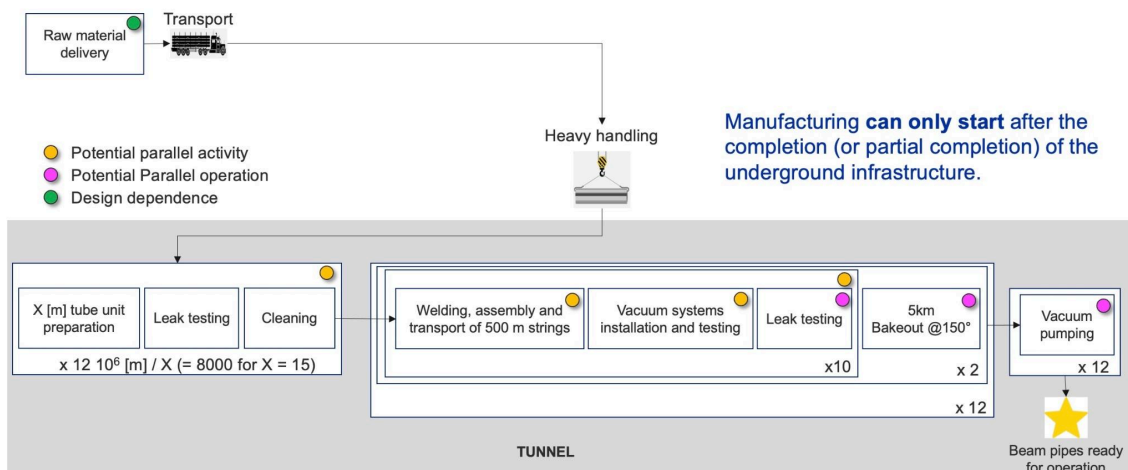 Transport
Raw material
delivery
Heavy handling
Manufacturing can only start after the
completion (or partial completion) of the
underground infrastructure.
Potential parallel activity
Potential Parallel operation
Design dependence
X [m] tube unit
preparation
Leak testing
Cleaning
x 12 10⁶ [m] / X (= 8000 for X = 15)
Welding, assembly and
transport of 500 m strings
Vacuum systems
installation and testing
Leak testing
x10
5km
Bakeout @150°
x 2
x 12
Vacuum
pumping
x 12
TUNNEL
Beam pipes ready
for operation